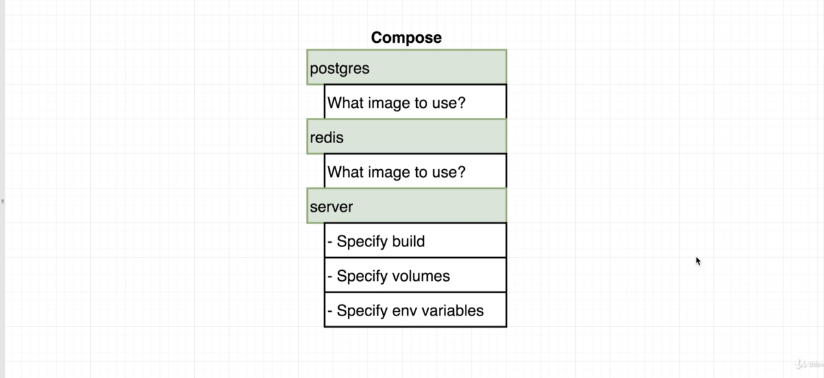 Compose
postgres
What image to use?
redis
What image to use?
server
- Specify build
- Specify volumes
- Specify env variables